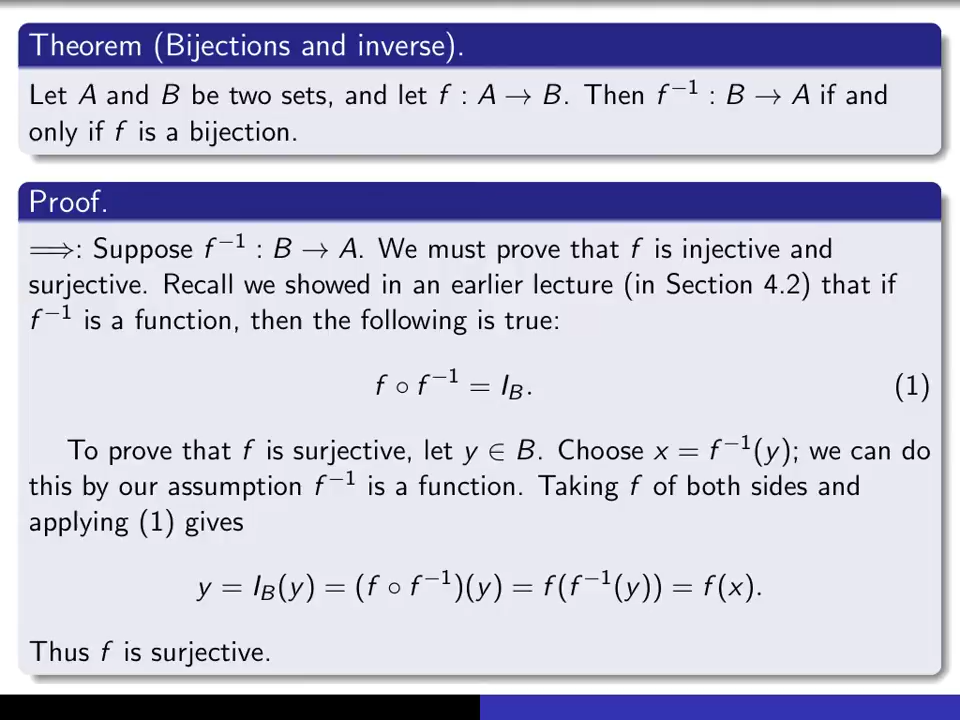 Theorem (Bijections and inverse).
Let A and B be two sets, and let f : A → B. Then f⁻¹ : B → A if and
only if f is a bijection.
Proof.
⟹: Suppose f⁻¹ : B → A. We must prove that f is injective and
surjective. Recall we showed in an earlier lecture (in Section 4.2) that if
f⁻¹ is a function, then the following is true:
f ∘ f⁻¹ = I_B. (1)
To prove that f is surjective, let y ∈ B. Choose x = f⁻¹(y); we can do
this by our assumption f⁻¹ is a function. Taking f of both sides and
applying (1) gives
y = I_B(y) = (f ∘ f⁻¹)(y) = f(f⁻¹(y)) = f(x).
Thus f is surjective.